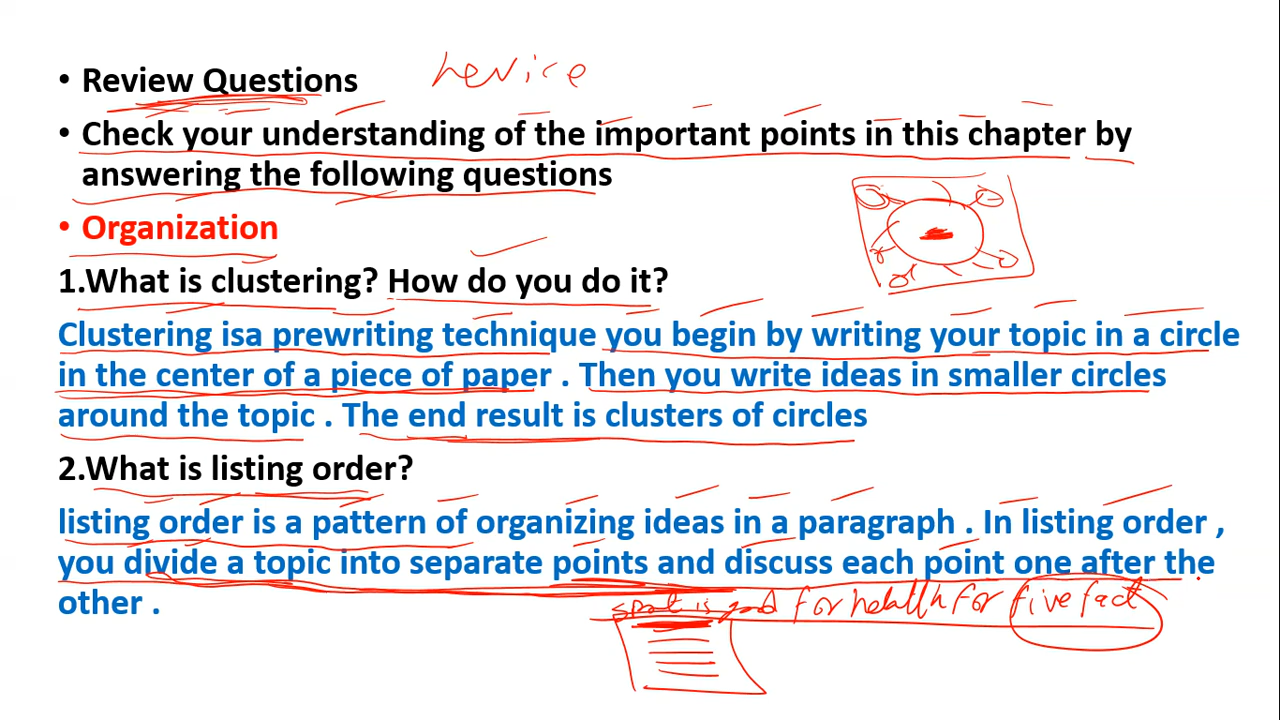 • Review Questions
• Check your understanding of the important points in this chapter by
answering the following questions
• Organization
1.What is clustering? How do you do it?
Clustering isa a prewriting technique you begin by writing your topic in a circle
in the center of a piece of paper . Then you write ideas in smaller circles
around the topic . The end result is clusters of circles
2.What is listing order?
listing order is a pattern of organizing ideas in a paragraph . In listing order ,
you divide a topic into separate points and discuss each point one after the
other .
is good for health for five fact